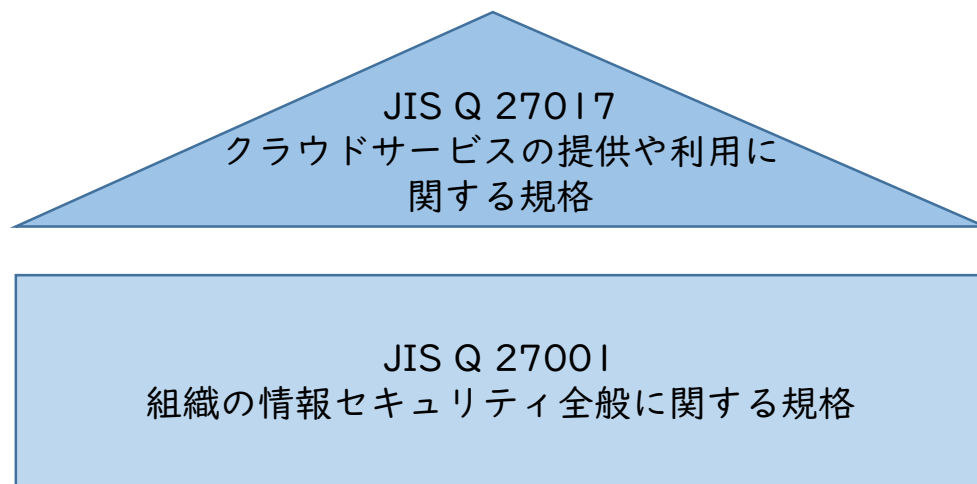 JIS Q 27017
クラウドサービスの提供や利用に
関する規格
JIS Q 27001
組織の情報セキュリティ全般に関する規格